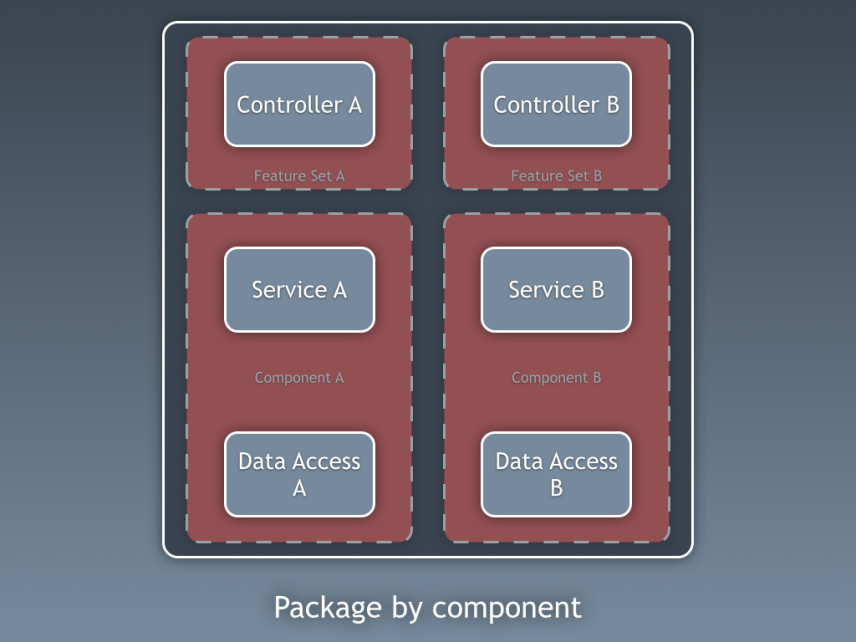 Controller A
Controller B
Feature Set A
Feature Set B
Service A
Service B
Component A
Component B
Data Access
A
Data Access
B
Package by component